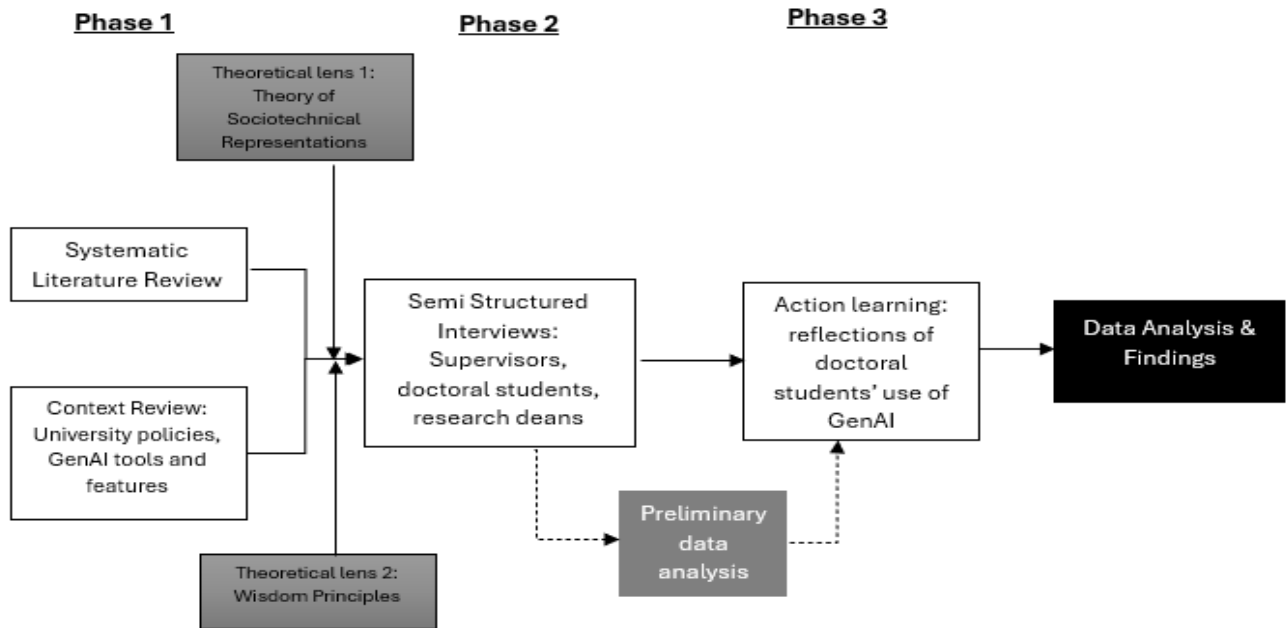 Phase 1
Phase 2
Phase 3
Theoretical lens 1:
Theory of
Sociotechnical
Representations
Systematic
Literature Review
Context Review:
University policies,
GenAI tools and
features
Theoretical lens 2:
Wisdom Principles
Semi Structured
Interviews:
Supervisors,
doctoral students,
research deans
Preliminary
data
analysis
Action learning:
reflections of
doctoral
students’ use of
GenAI
Data Analysis &
Findings